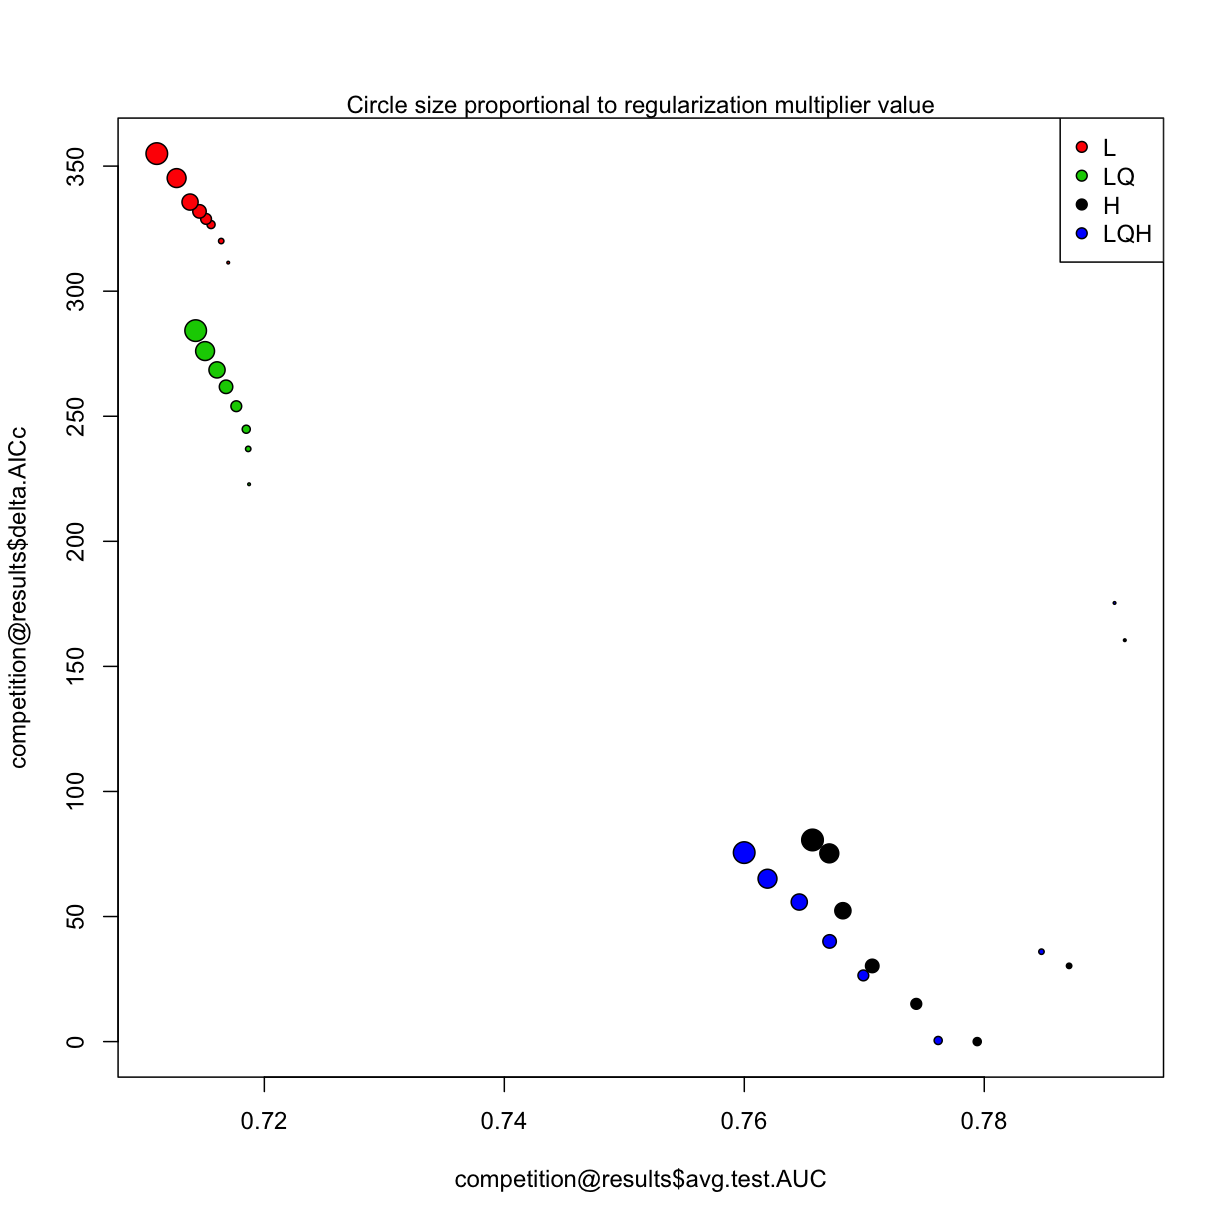 Circle size proportional to regularization multiplier value
L
LQ
H
LQH
350
300
250
200
150
100
50
0
competition@results$delta.AICc
0.72
0.74
0.76
0.78
competition@results$avg.test.AUC